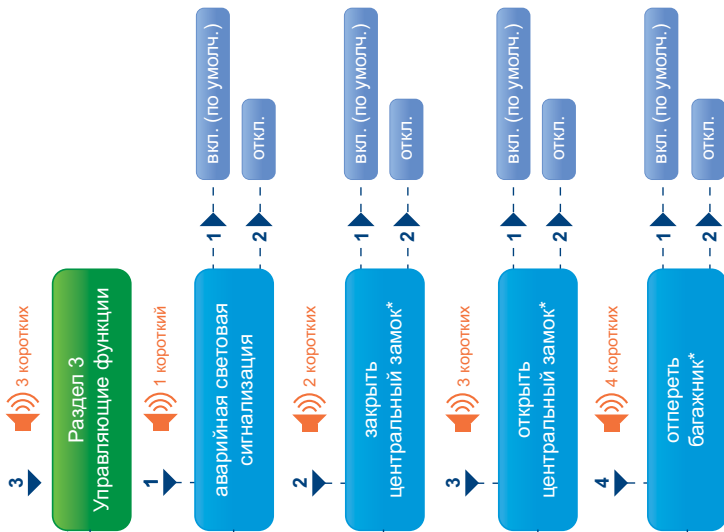 3
3 коротких
Раздел 3
Управляющие функции
1
1 короткий
аварийная световая
сигнализация
1
вкл. (по умолч.)
2
откл.
2
2 коротких
закрыть
центральный замок*
1
вкл. (по умолч.)
2
откл.
3
3 коротких
открыть
центральный замок*
1
вкл. (по умолч.)
2
откл.
4
4 коротких
отпереть
багажник*
1
вкл. (по умолч.)
2
откл.